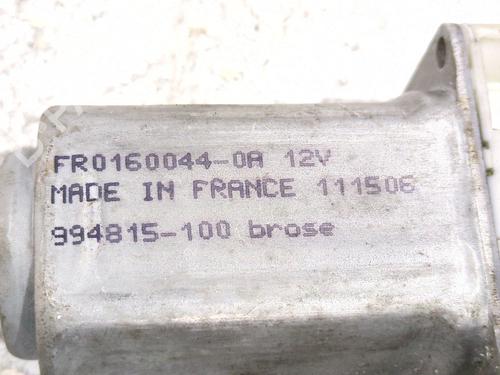 FR0160044-0A 12V
MADE IN FRANCE 111506
994815-100 brose